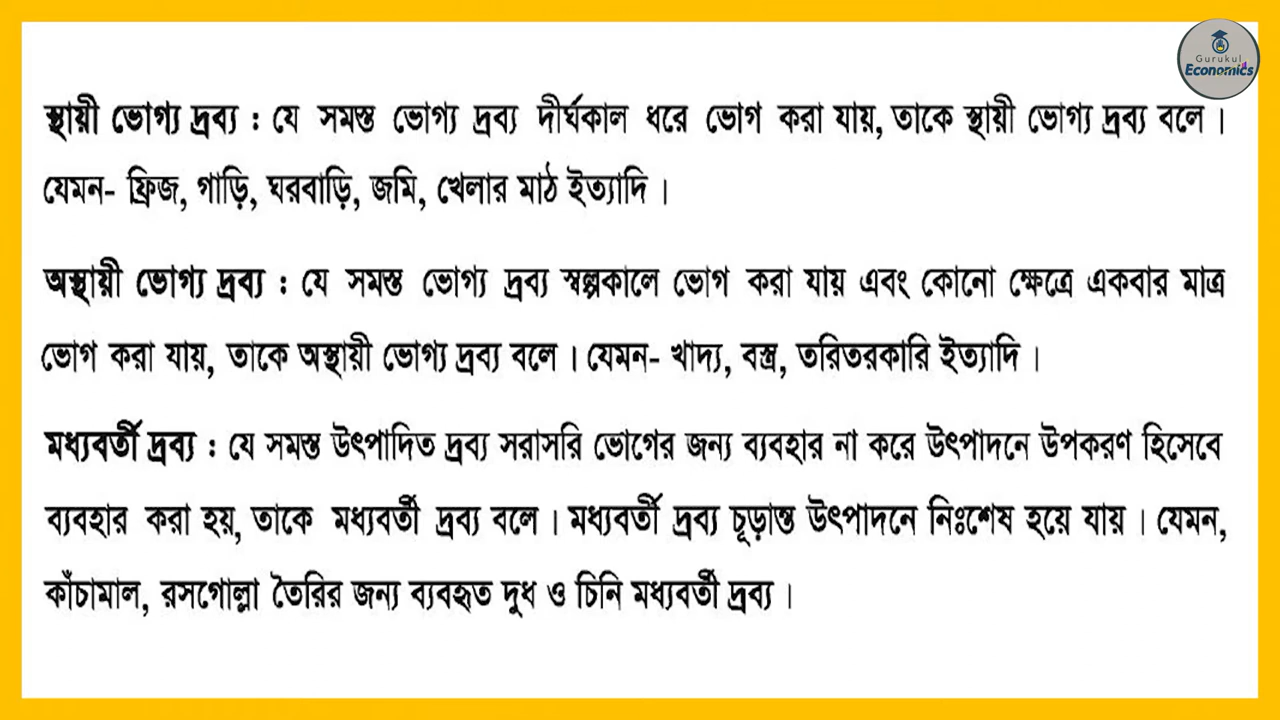 Gurukul
Economics
স্থায়ী ভোগ্য দ্রব্য : যে সমস্ত ভোগ্য দ্রব্য দীর্ঘকাল ধরে ভোগ করা যায়, তাকে স্থায়ী ভোগ্য দ্রব্য বলে।
যেমন- ফ্রিজ, গাড়ি, ঘরবাড়ি, জমি, খেলার মাঠ ইত্যাদি।
অস্থায়ী ভোগ্য দ্রব্য : যে সমস্ত ভোগ্য দ্রব্য স্বল্পকালে ভোগ করা যায় এবং কোনো ক্ষেত্রে একবার মাত্র
ভোগ করা যায়, তাকে অস্থায়ী ভোগ্য দ্রব্য বলে। যেমন- খাদ্য, বস্ত্র, তরিতরকারি ইত্যাদি।
মধ্যবর্তী দ্রব্য : যে সমস্ত উৎপাদিত দ্রব্য সরাসরি ভোগের জন্য ব্যবহার না করে উৎপাদনে উপকরণ হিসেবে
ব্যবহার করা হয়, তাকে মধ্যবর্তী দ্রব্য বলে। মধ্যবর্তী দ্রব্য চূড়ান্ত উৎপাদনে নিঃশেষ হয়ে যায়। যেমন,
কাঁচামাল, রসগোল্লা তৈরির জন্য ব্যবহৃত দুধ ও চিনি মধ্যবর্তী দ্রব্য।